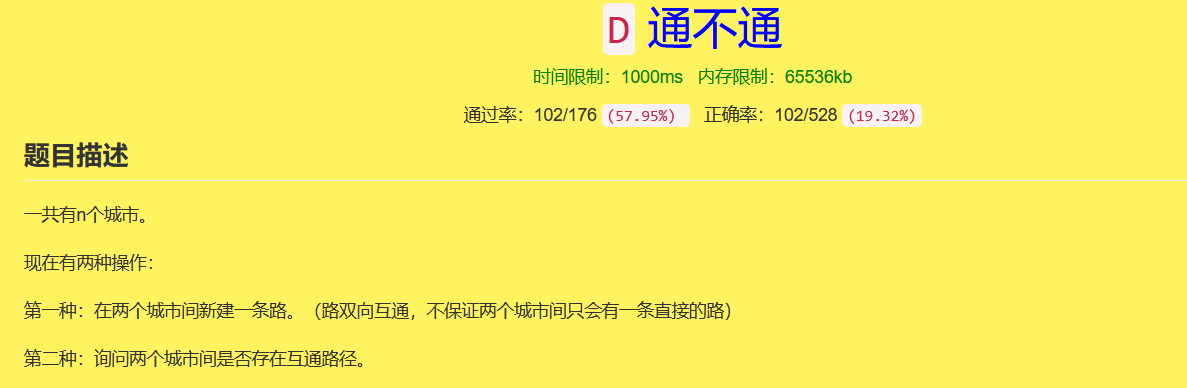 D 通不通
时间限制：1000ms 内存限制：65536kb
通过率：102/176 (57.95%) 正确率：102/528 (19.32%)
题目描述
一共有n个城市。
现在有两种操作：
第一种：在两个城市间新建一条路。（路双向互通，不保证两个城市间只会有一条直接的路）
第二种：询问两个城市间是否存在互通路径。